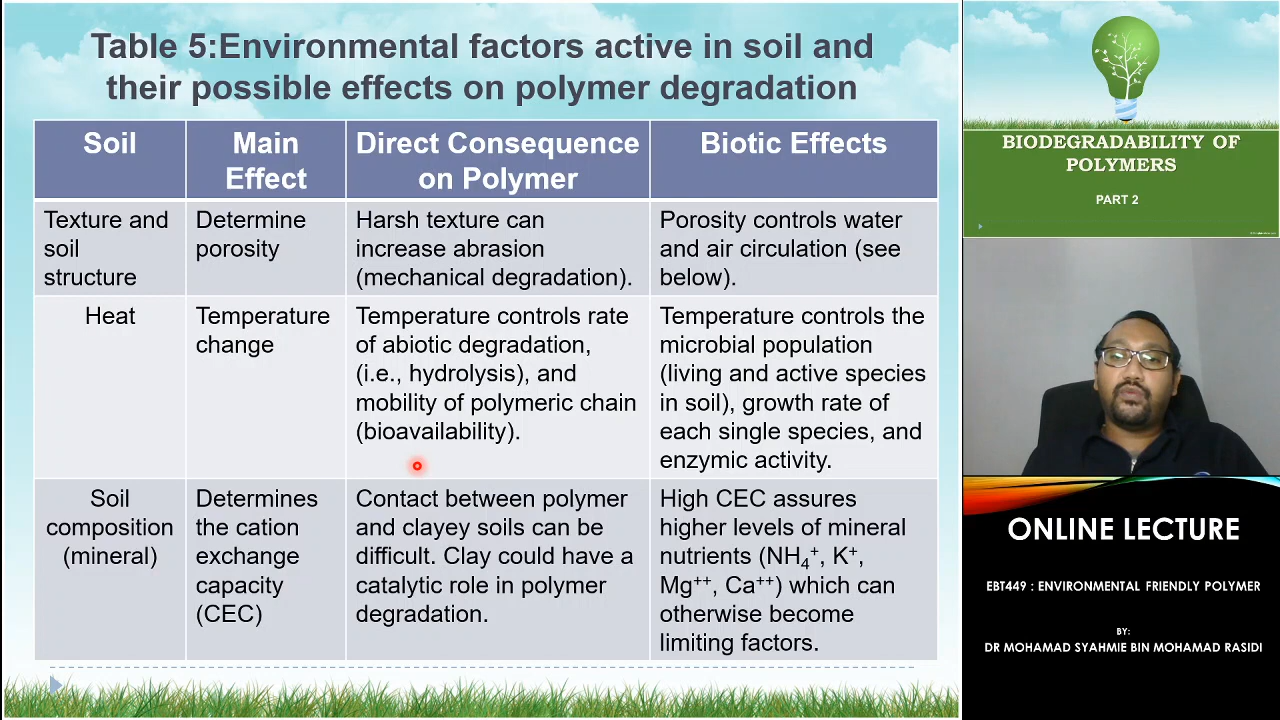 Table 5:Environmental factors active in soil and
their possible effects on polymer degradation
Soil
Main
Effect
Direct Consequence
on Polymer
Biotic Effects
Texture and
soil
structure
Determine
porosity
Harsh texture can
increase abrasion
(mechanical degradation).
Porosity controls water
and air circulation (see
below).
Heat
Temperature
change
Temperature controls rate
of abiotic degradation,
(i.e., hydrolysis), and
mobility of polymeric chain
(bioavailability).
Temperature controls the
microbial population
(living and active species
in soil), growth rate of
each single species, and
enzymic activity.
Soil
composition
(mineral)
Determines
the cation
exchange
capacity
(CEC)
Contact between polymer
and clayey soils can be
difficult. Clay could have a
catalytic role in polymer
degradation.
High CEC assures
higher levels of mineral
nutrients (NH₄⁺, K⁺,
Mg⁺⁺, Ca⁺⁺) which can
otherwise become
limiting factors.
BIODEGRADABILITY OF
POLYMERS
PART 2
ONLINE LECTURE
EBT449 : ENVIRONMENTAL FRIENDLY POLYMER
BY:
DR MOHAMAD SYAHMIE BIN MOHAMAD RASIDI